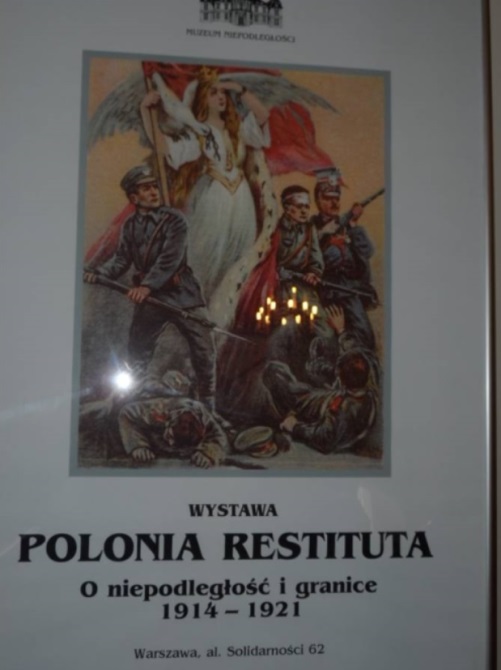 MUZEUM NIEPODLEGŁOŚCI
WYSTAWA
POLONIA RESTITUTA
O niepodległość i granice
1914 – 1921
Warszawa, al. Solidarności 62